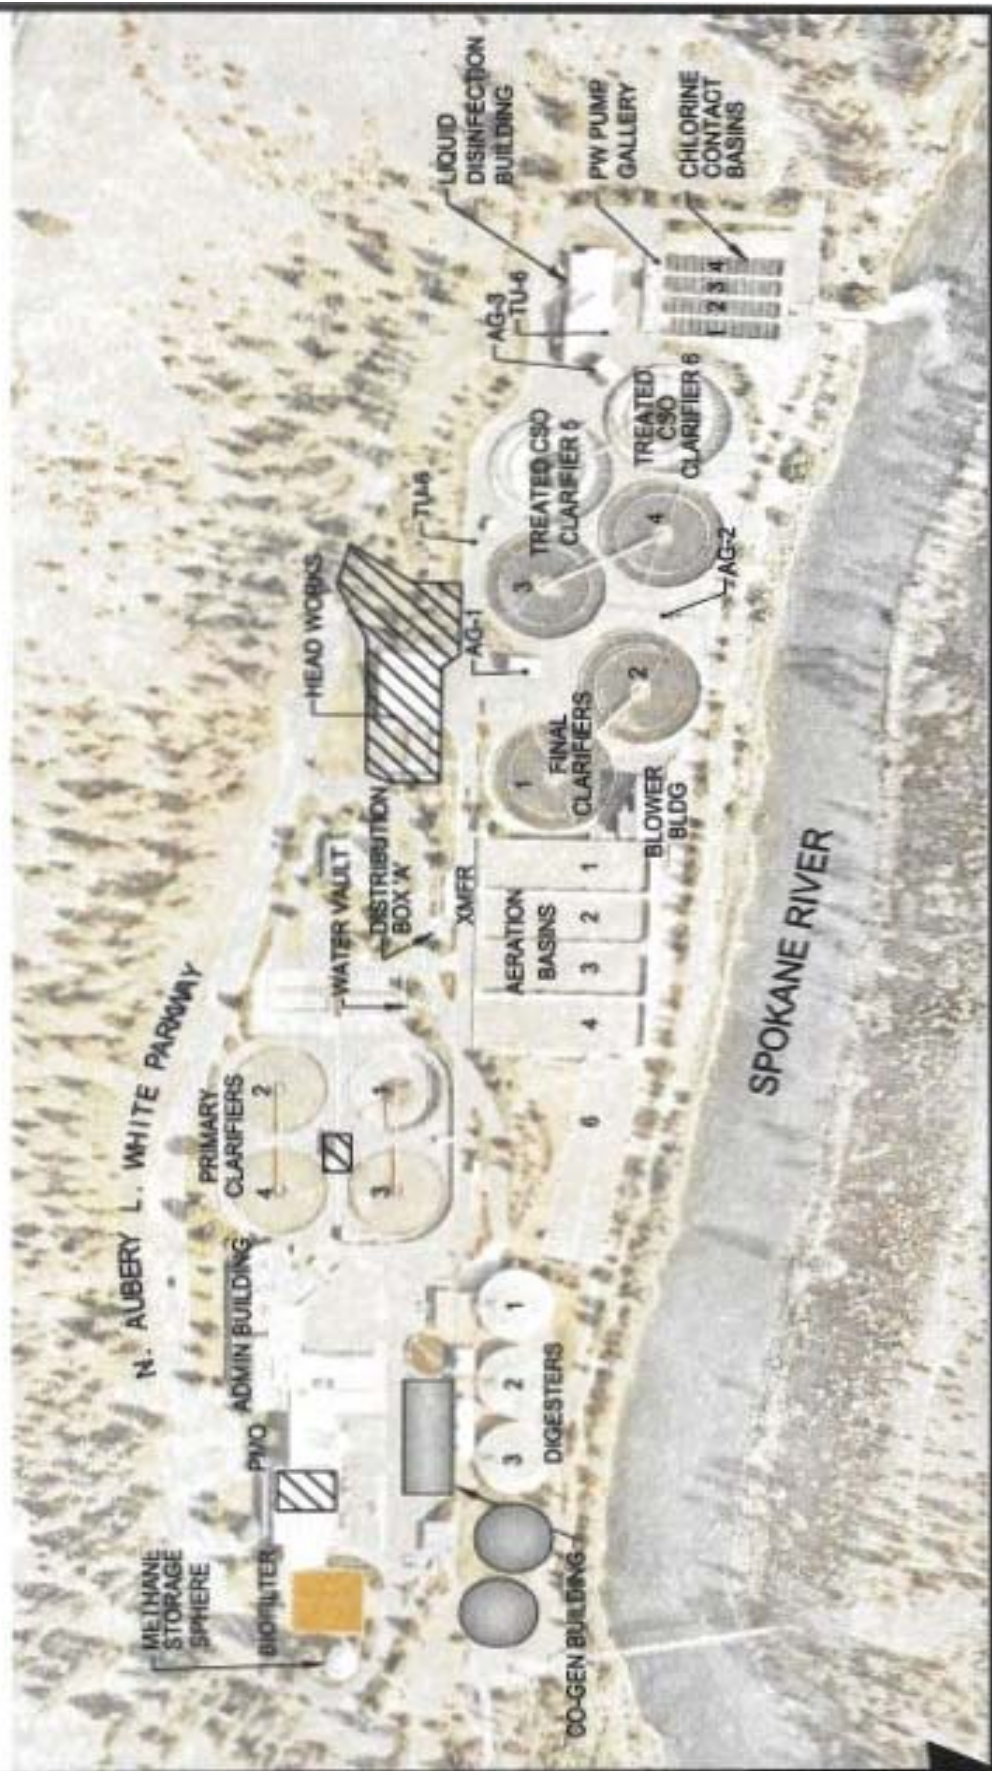 N. AUBERY L. WHITE PARKWAY
METHANE
STORAGE
SPHERE
BIOFILTER
PMO
ADMIN BUILDING
PRIMARY
CLARIFIERS
4
2
3
1
WATER VAULT
DISTRIBUTION
BOX 'A'
HEAD WORKS
XMFR
AG-1
TU-6
LIQUID
DISINFECTION
BUILDING
AG-3
TU-6
PW PUMP
GALLERY
CHLORINE
CONTACT
BASINS
1
2
3
4
TREATED CSO
CLARIFIER 5
TREATED
CSO
CLARIFIER 6
3
4
AG-2
1
FINAL
CLARIFIERS
2
BLOWER
BLDG
AERATION
BASINS
4
3
2
1
6
3
2
1
DIGESTERS
CO-GEN BUILDING
SPOKANE RIVER